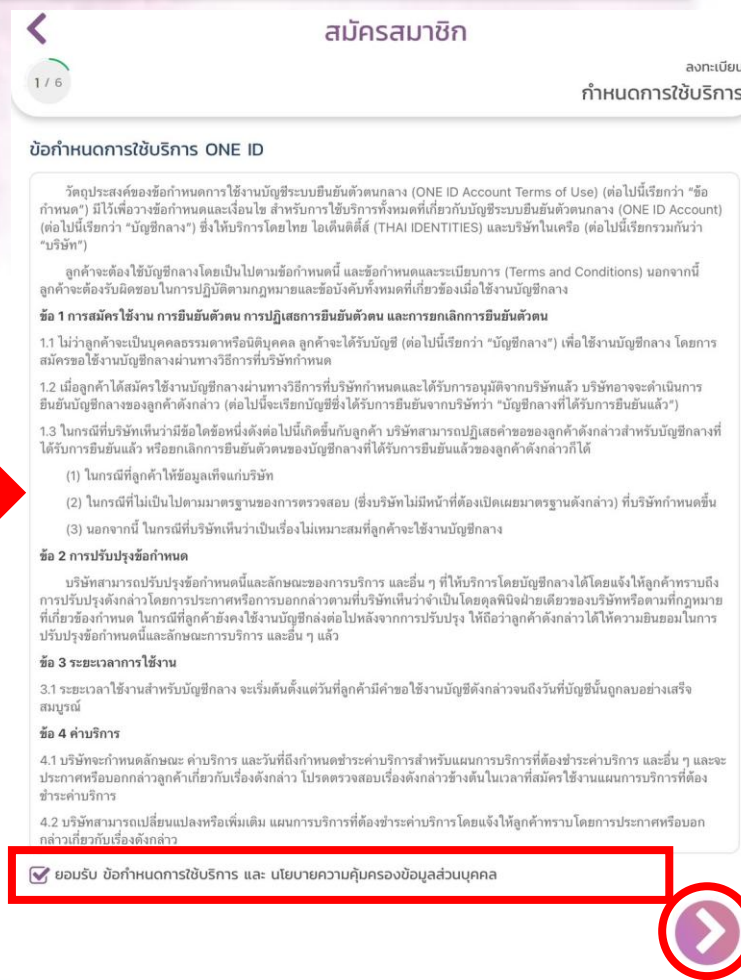 สมัครสมาชิก
1 / 6
ลงทะเบียน
กำหนดการใช้บริการ
ข้อกำหนดการใช้บริการ ONE ID
วัตถุประสงค์ของข้อกำหนดการใช้งานบัญชีระบบยืนยันตัวตนกลาง (ONE ID Account Terms of Use) (ต่อไปนี้เรียกว่า “ข้อ
กำหนด”) มีไว้เพื่อวางข้อกำหนดและเงื่อนไข สำหรับการใช้บริการทั้งหมดที่เกี่ยวกับบัญชีระบบยืนยันตัวตนกลาง (ONE ID Account)
(ต่อไปนี้เรียกว่า “บัญชีกลาง”) ซึ่งให้บริการโดยไทย ไอเด็นติตี้ส์ (THAI IDENTITIES) และบริษัทในเครือ (ต่อไปนี้เรียกรวมกันว่า
“บริษัท”)
ลูกค้าจะต้องใช้บัญชีกลางโดยเป็นไปตามข้อกำหนดนี้ และข้อกำหนดและระเบียบการ (Terms and Conditions) นอกจากนี้
ลูกค้าจะต้องรับผิดชอบในการปฏิบัติตามกฎหมายและข้อบังคับทั้งหมดที่เกี่ยวข้องเมื่อใช้งานบัญชีกลาง
ข้อ 1 การสมัครใช้งาน การยืนยันตัวตน การปฏิเสธการยืนยันตัวตน และการยกเลิกการยืนยันตัวตน
1.1 ไม่ว่าลูกค้าจะเป็นบุคคลธรรมดาหรือนิติบุคคล ลูกค้าจะได้รับบัญชี (ต่อไปนี้เรียกว่า “บัญชีกลาง”) เพื่อใช้งานบัญชีกลาง โดยการ
สมัครขอใช้งานบัญชีกลางผ่านทางวิธีการที่บริษัทกำหนด
1.2 เมื่อลูกค้าได้สมัครใช้งานบัญชีกลางผ่านทางวิธีการที่บริษัทกำหนดและได้รับการอนุมัติจากบริษัทแล้ว บริษัทอาจจะดำเนินการ
ยืนยันบัญชีกลางของลูกค้าดังกล่าว (ต่อไปนี้จะเรียกบัญชีซึ่งได้รับการยืนยันจากบริษัทว่า “บัญชีกลางที่ได้รับการยืนยันแล้ว”)
1.3 ในกรณีที่บริษัทเห็นว่ามีข้อใดข้อหนึ่งดังต่อไปนี้เกิดขึ้นกับลูกค้า บริษัทสามารถปฏิเสธคำขอของลูกค้าดังกล่าวสำหรับบัญชีกลางที่
ได้รับการยืนยันแล้ว หรือยกเลิกการยืนยันตัวตนของบัญชีกลางที่ได้รับการยืนยันแล้วของลูกค้าดังกล่าวก็ได้
(1) ในกรณีที่ลูกค้าให้ข้อมูลเท็จแก่บริษัท
(2) ในกรณีที่ไม่เป็นไปตามมาตรฐานของการตรวจสอบ (ซึ่งบริษัทไม่มีหน้าที่ต้องเปิดเผยมาตรฐานดังกล่าว) ที่บริษัทกำหนดขึ้น
(3) นอกจากนี้ ในกรณีที่บริษัทเห็นว่าเป็นเรื่องไม่เหมาะสมที่ลูกค้าจะใช้งานบัญชีกลาง
ข้อ 2 การปรับปรุงข้อกำหนด
บริษัทสามารถปรับปรุงข้อกำหนดนี้และลักษณะของการบริการ และอื่น ๆ ที่ให้บริการโดยบัญชีกลางได้โดยแจ้งให้ลูกค้าทราบถึง
การปรับปรุงดังกล่าวโดยการประกาศหรือการบอกกล่าวตามที่บริษัทเห็นว่าจำเป็นโดยดุลพินิจฝ่ายเดียวของบริษัทหรือตามที่กฎหมาย
ที่เกี่ยวข้องกำหนด ในกรณีที่ลูกค้ายังคงใช้งานบัญชีกล่งต่อไปหลังจากการปรับปรุง ให้ถือว่าลูกค้าดังกล่าวได้ให้ความยินยอมในการ
ปรับปรุงข้อกำหนดนี้และลักษณะการบริการ และอื่น ๆ แล้ว
ข้อ 3 ระยะเวลาการใช้งาน
3.1 ระยะเวลาใช้งานสำหรับบัญชีกลาง จะเริ่มต้นตั้งแต่วันที่ลูกค้ามีคำขอใช้งานบัญชีดังกล่าวจนถึงวันที่บัญชีนั้นถูกลบอย่างเสร็จ
สมบูรณ์
ข้อ 4 ค่าบริการ
4.1 บริษัทจะกำหนดลักษณะ ค่าบริการ และวันที่ถึงกำหนดชำระค่าบริการสำหรับแผนการบริการที่ต้องชำระค่าบริการ และอื่น ๆ และจะ
ประกาศหรือบอกกล่าวลูกค้าเกี่ยวกับเรื่องดังกล่าว โปรดตรวจสอบเรื่องดังกล่าวข้างต้นในเวลาที่สมัครใช้งานแผนการบริการที่ต้อง
ชำระค่าบริการ
4.2 บริษัทสามารถเปลี่ยนแปลงหรือเพิ่มเติม แผนการบริการที่ต้องชำระค่าบริการโดยแจ้งให้ลูกค้าทราบโดยการประกาศหรือบอก
กล่าวเกี่ยวกับเรื่องดังกล่าว
ยอมรับ ข้อกำหนดการใช้บริการ และ นโยบายความคุ้มครองข้อมูลส่วนบุคคล